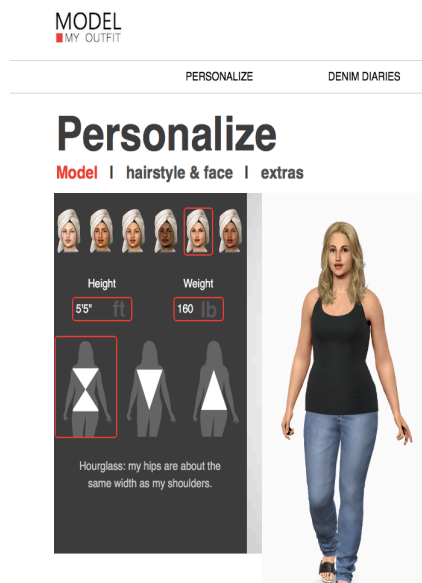 MODEL
MY OUTFIT
PERSONALIZE DENIM DIARIES
Personalize
Model I hairstyle & face I extras
Height Weight
5'5" ft 160 lb
Hourglass: my hips are about the
same width as my shoulders.